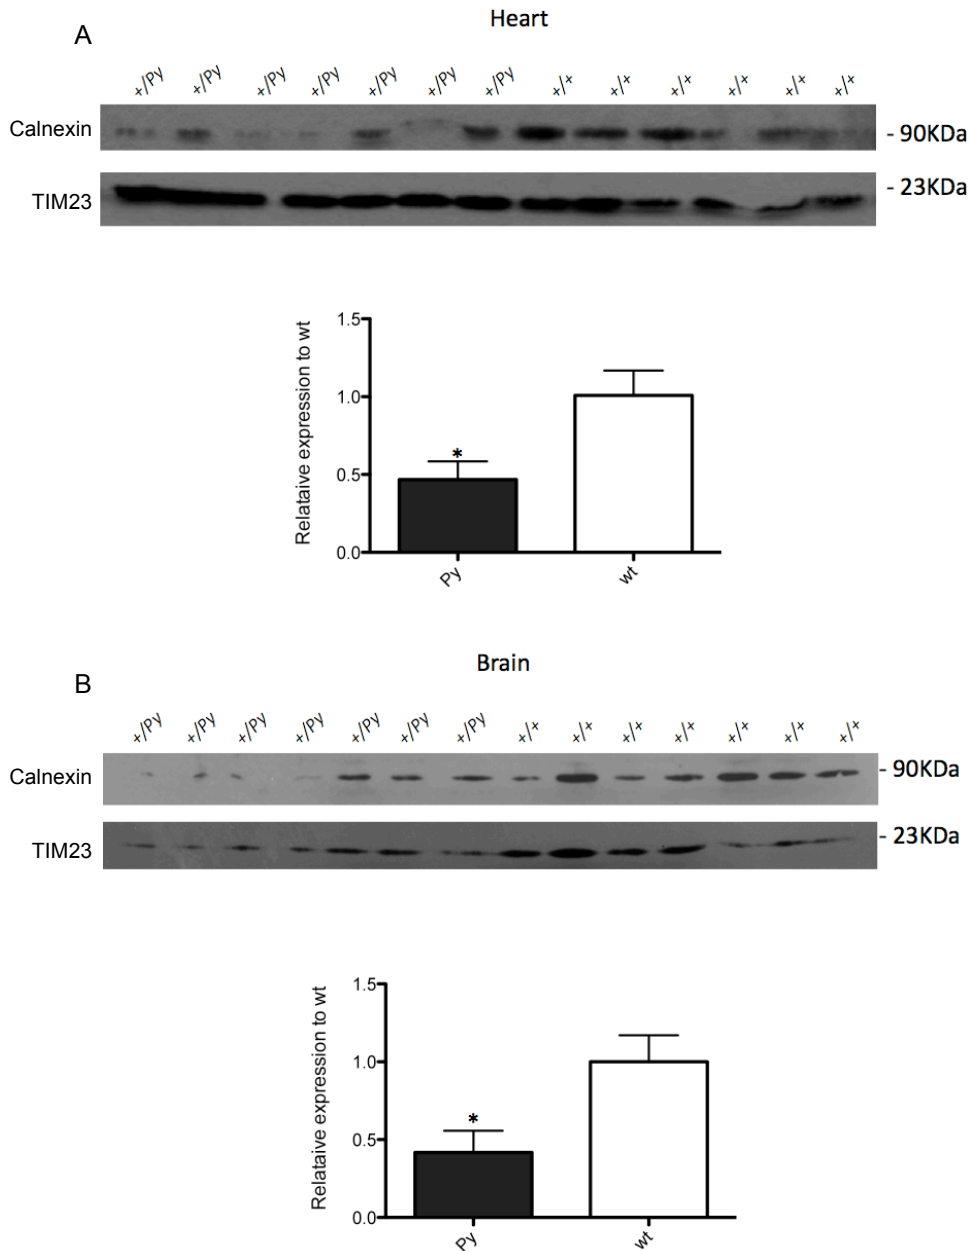 Heart
A
+/Py +/Py +/Py +/Py +/Py +/Py +/Py +/+ +/+ +/+ +/+ +/+ +/+
Calnexin - 90KDa
TIM23 - 23KDa
Relataive expression to wt
1.5
1.0
0.5
0.0
*
Py wt
Brain
B
+/Py +/Py +/Py +/Py +/Py +/Py +/Py +/+ +/+ +/+ +/+ +/+ +/+ +/+
Calnexin - 90KDa
TIM23 - 23KDa
Relataive expression to wt
1.5
1.0
0.5
0.0
*
Py wt